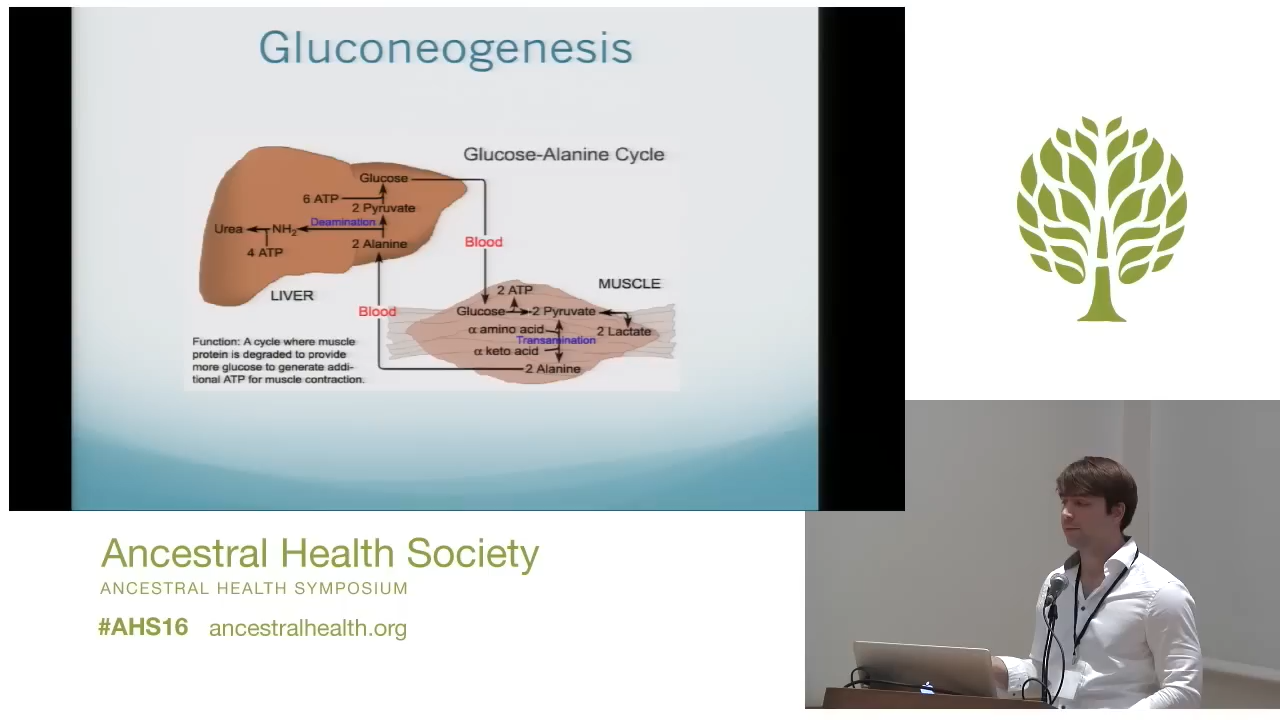 Gluconeogenesis
Glucose-Alanine Cycle
Glucose
6 ATP
2 Pyruvate
Deamination
Urea
NH2
2 Alanine
4 ATP
LIVER
Blood
Blood
MUSCLE
2 ATP
Glucose
2 Pyruvate
α amino acid
2 Lactate
Transamination
α keto acid
2 Alanine
Function: A cycle where muscle
protein is degraded to provide
more glucose to generate addi-
tional ATP for muscle contraction.
Ancestral Health Society
ANCESTRAL HEALTH SYMPOSIUM
#AHS16 ancestralhealth.org